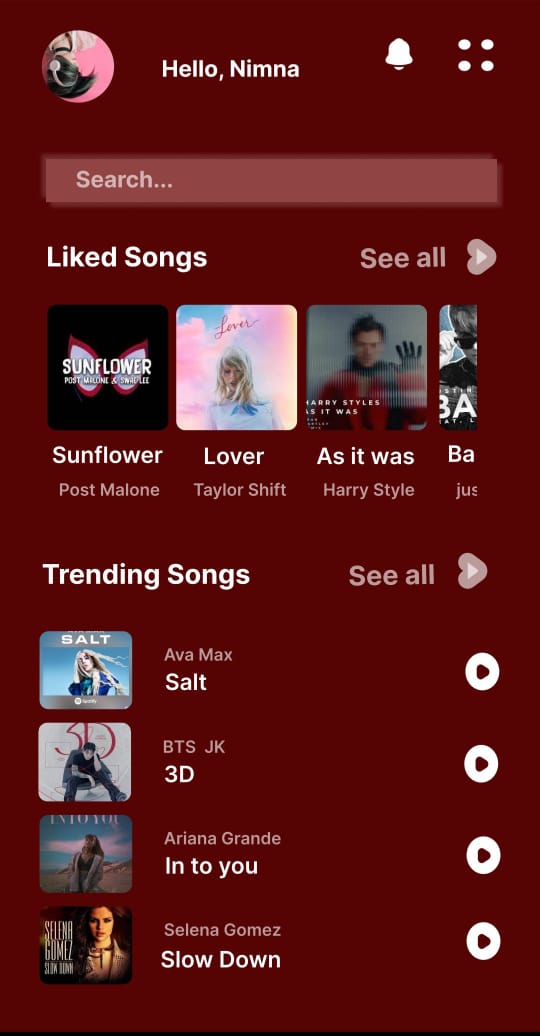 Hello, Nimna
Search...
Liked Songs
See all
SUNFLOWER
POST MALONE & SWAE LEE
Lover
HARRY STYLES
AS IT WAS
Sunflower
Lover
As it was
Ba
Post Malone
Taylor Shift
Harry Style
jus
Trending Songs
See all
SALT
Spotify
Ava Max
Salt
3D
BTS JK
3D
INTO YOU
Ariana Grande
In to you
SELENA
GOMEZ
SLOW DOWN
Selena Gomez
Slow Down